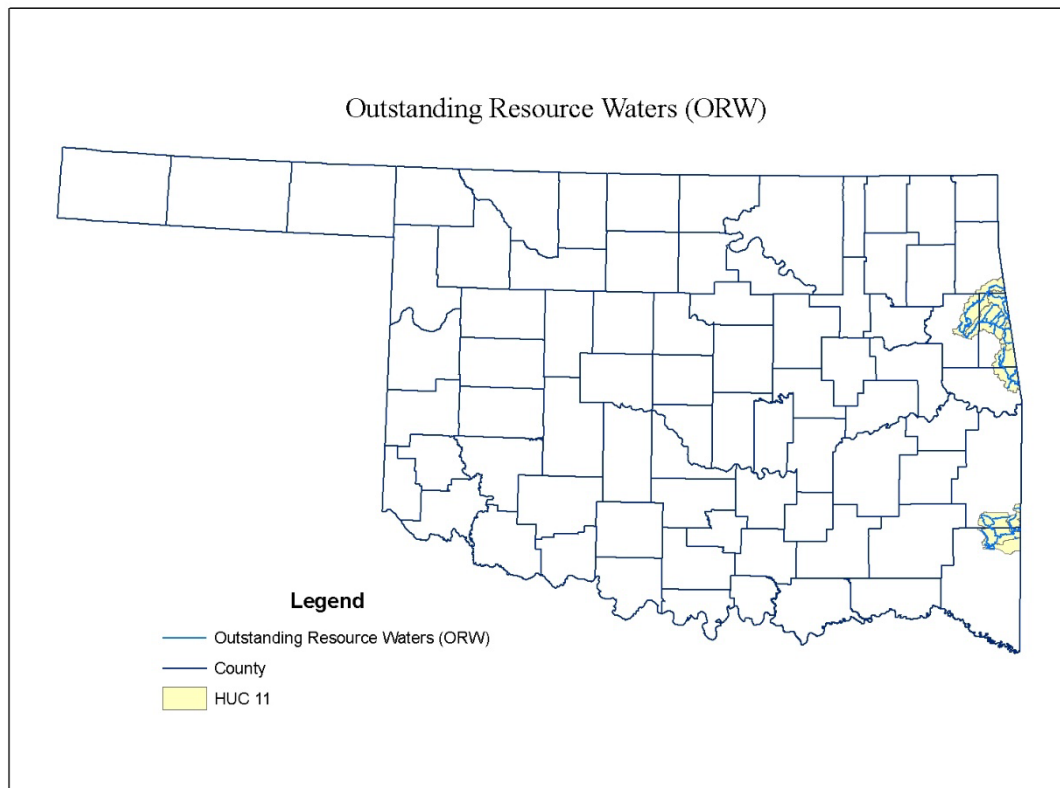 Outstanding Resource Waters (ORW)
Legend
Outstanding Resource Waters (ORW)
County
HUC 11